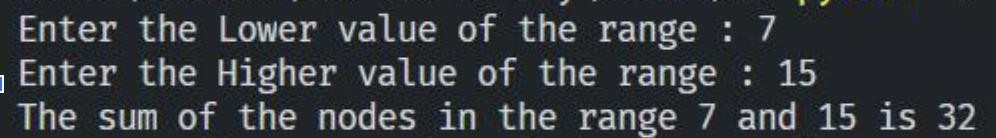 Enter the Lower value of the range : 7
Enter the Higher value of the range : 15
The sum of the nodes in the range 7 and 15 is 32